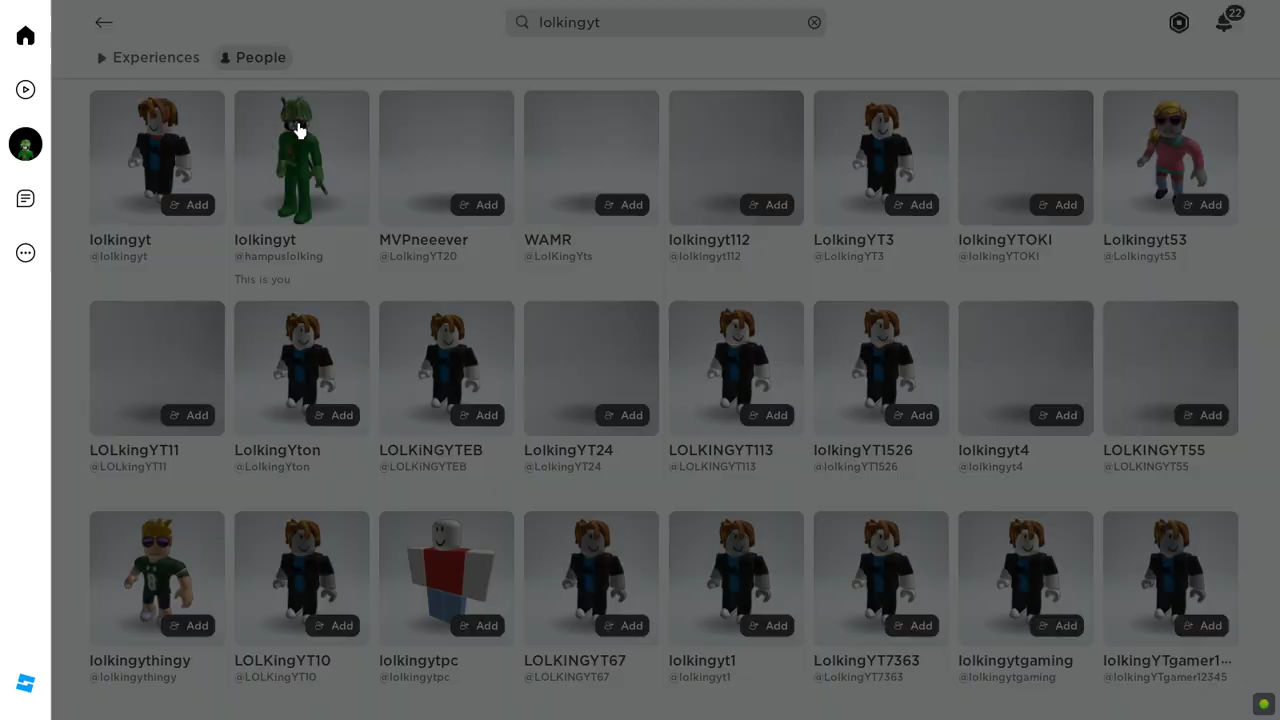 lolkingyt
22
Experiences
People
Add
Add
Add
Add
Add
Add
Add
lolkingyt
lolkingyt
MVPneeever
WAMR
lolkingyt112
LolkingYT3
lolkingYTOKI
Lolkingyt53
@lolkingyt
@hampuslolking
@LolkingYT20
@LolKingYts
@lolkingyt112
@LolkingYT3
@lolkingYTOKI
@Lolkingyt53
This is you
Add
Add
Add
Add
Add
Add
Add
Add
LOLkingYT11
LolkingYton
LOLKiNGYTEB
LolkingYT24
LOLKINGYT113
lolkingYT1526
lolkingyt4
LOLKINGYT55
@LOLkingYT11
@LolkingYton
@LOLKiNGYTEB
@LolkingYT24
@LOLKINGYT113
@lolkingYT1526
@lolkingyt4
@LOLKINGYT55
Add
Add
Add
Add
Add
Add
Add
Add
lolkingythingy
LOLKingYT10
lolkingytpc
LOLKINGYT67
lolkingyt1
LolkingYT7363
lolkingytgaming
lolkingYTgamer1...
@lolkingythingy
@LOLKingYT10
@lolkingytpc
@LOLKINGYT67
@lolkingyt1
@LolkingYT7363
@lolkingytgaming
@lolkingYTgamer12345